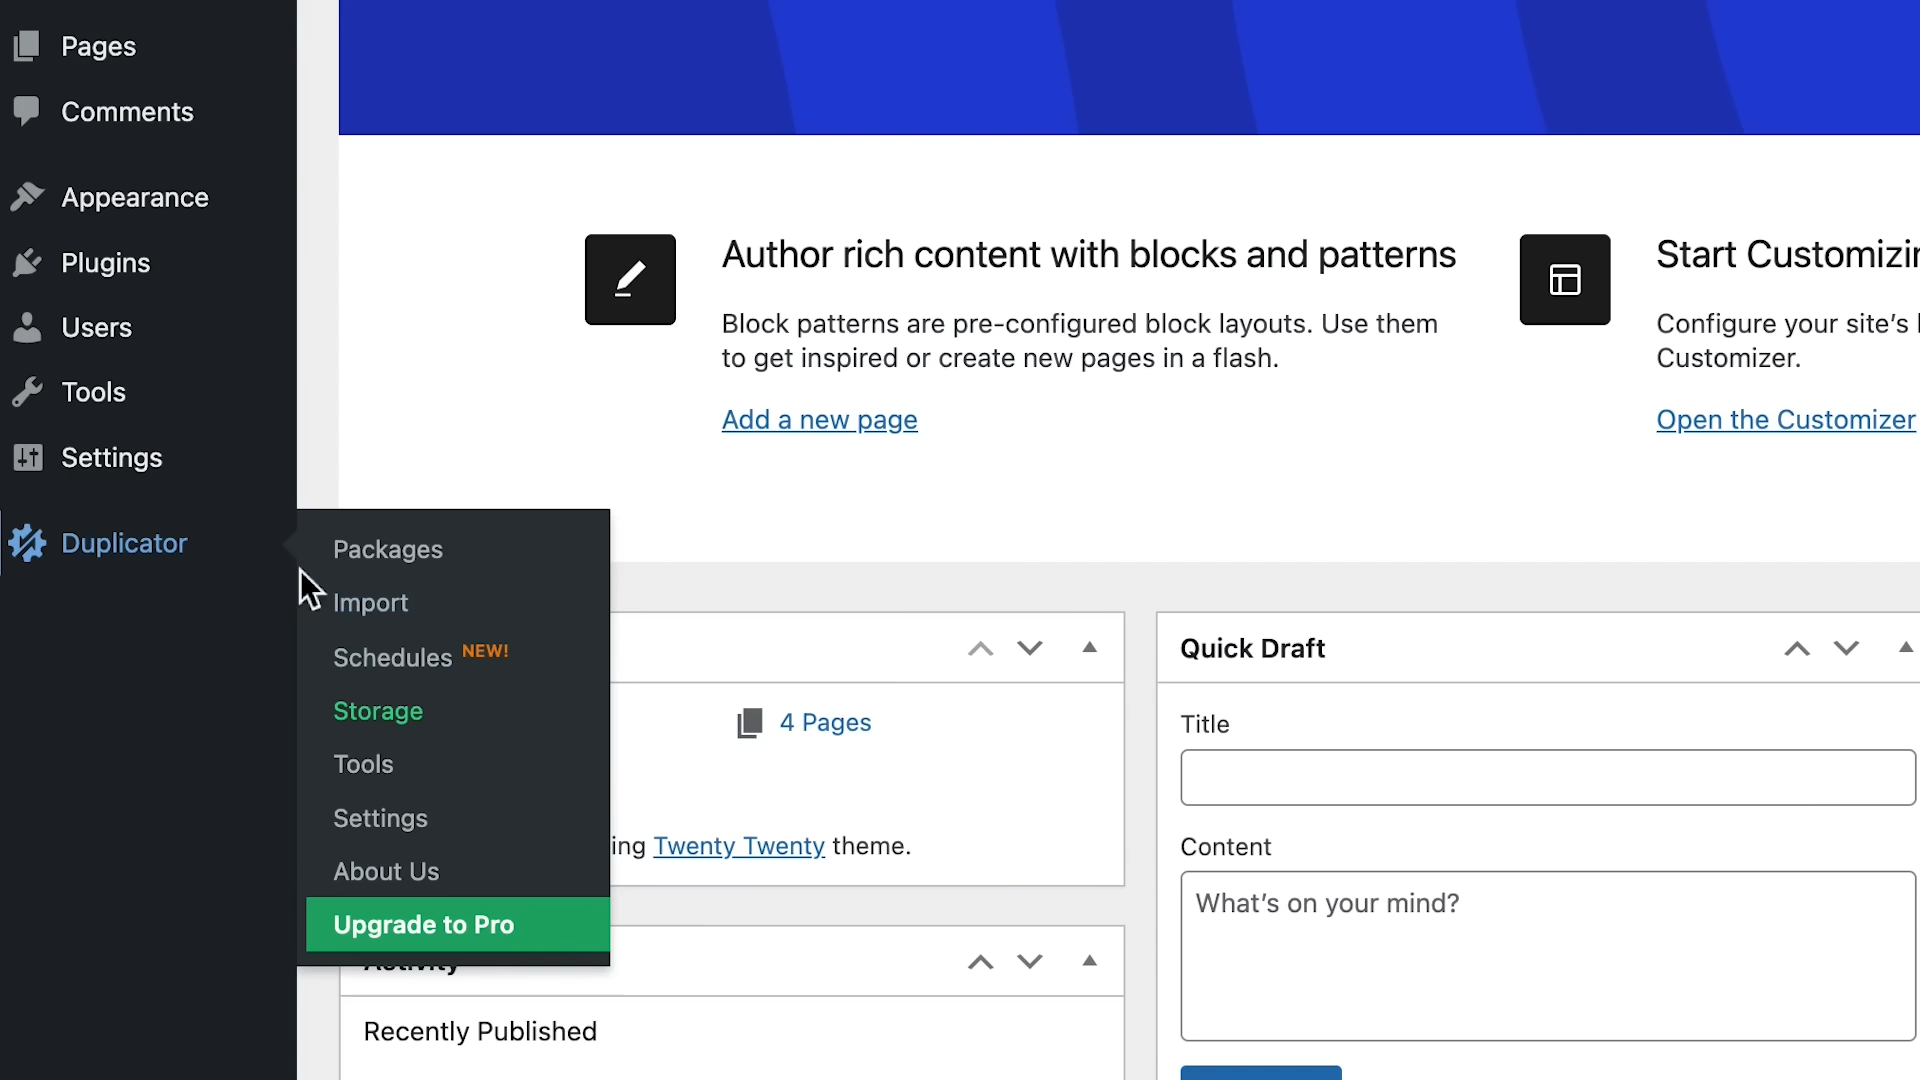 Pages
Comments
Appearance
Plugins
Users
Tools
Settings
Duplicator
Packages
Import
Schedules NEW!
Storage
Tools
Settings
About Us
Upgrade to Pro
Author rich content with blocks and patterns
Block patterns are pre-configured block layouts. Use them
to get inspired or create new pages in a flash.
Add a new page
Start
Configure your site's
Customizer.
Open the Customizer
4 Pages
Twenty Twenty theme.
Activity
Recently Published
Quick Draft
Title
Content
What's on your mind?